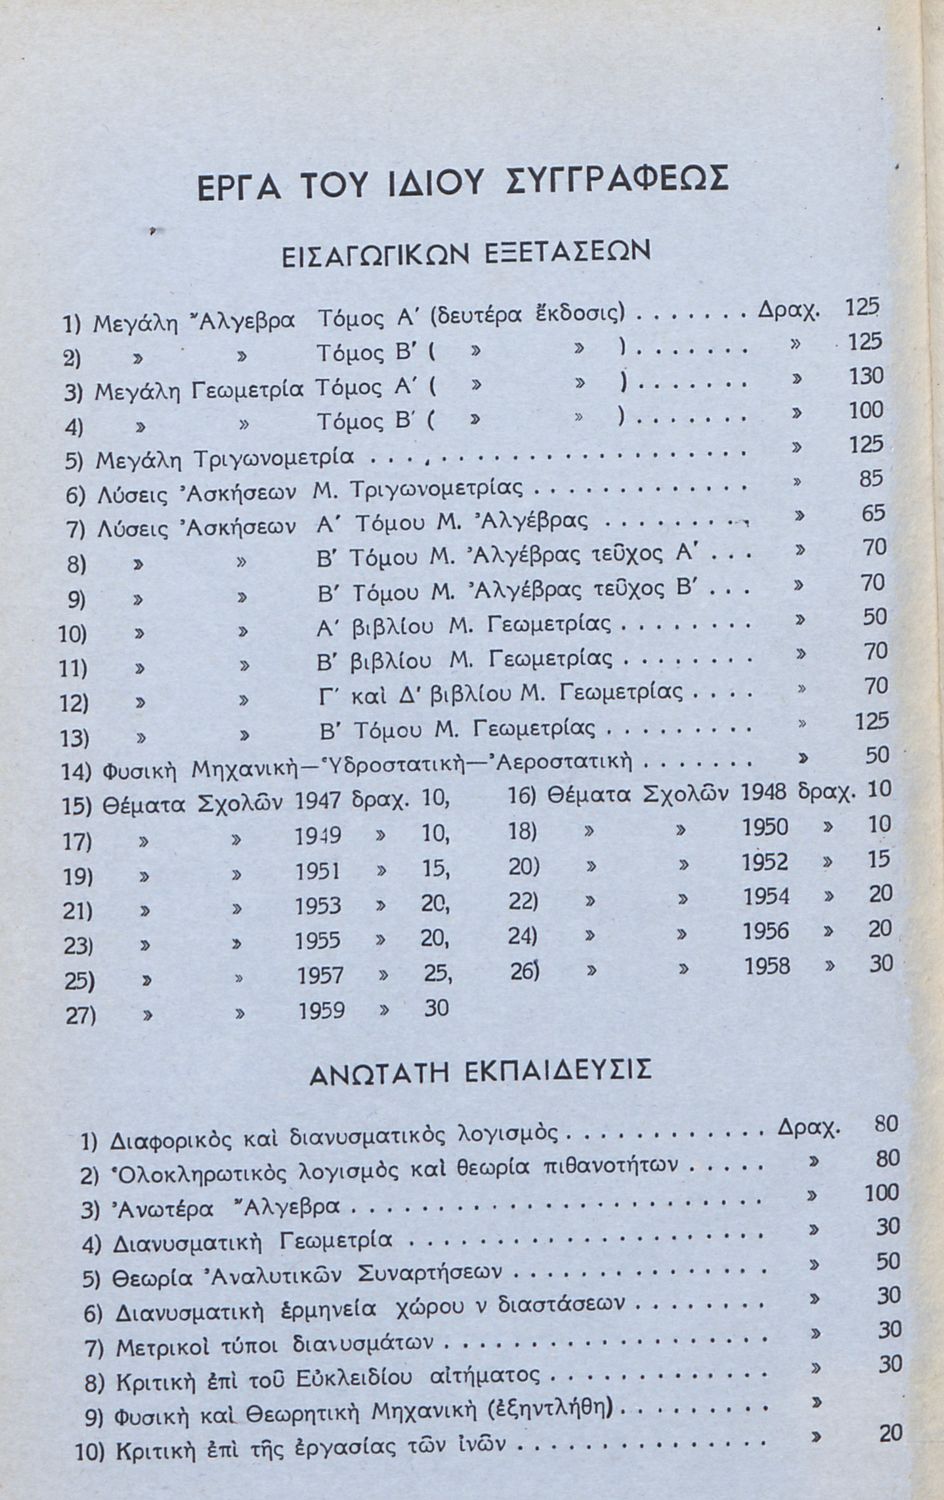 ΕΡΓΑ ΤΟΥ ΙΔΙΟΥ ΣΥΓΓΡΑΦΕΩΣ
ΕΙΣΑΓΩΓΙΚΩΝ ΕΞΕΤΑΣΕΩΝ
1) Μεγάλη Ἄλγεβρα Τόμος Α΄ (δευτέρα ἔκδοσις) . . . . . . . Δραχ. 125
2) » » Τόμος Β΄ ( » » ) . . . . . . . » 125
3) Μεγάλη Γεωμετρία Τόμος Α΄ ( » » ) . . . . . . . » 130
4) » » Τόμος Β΄ ( » » ) . . . . . . . » 100
5) Μεγάλη Τριγωνομετρία . . . . . . . . . . . . . . . . . . . . . . » 125
6) Λύσεις Ἀσκήσεων Μ. Τριγωνομετρίας . . . . . . . . . . . . . » 85
7) Λύσεις Ἀσκήσεων Α΄ Τόμου Μ. Ἀλγέβρας . . . . . . . . . » 65
8) » » Β΄ Τόμου Μ. Ἀλγέβρας τεῦχος Α΄ . . . » 70
9) » » Β΄ Τόμου Μ. Ἀλγέβρας τεῦχος Β΄ . . . » 70
10) » » Α΄ βιβλίου Μ. Γεωμετρίας . . . . . . . . » 50
11) » » Β΄ βιβλίου Μ. Γεωμετρίας . . . . . . . . » 70
12) » » Γ΄ καὶ Δ΄ βιβλίου Μ. Γεωμετρίας . . . . » 70
13) » » Β΄ Τόμου Μ. Γεωμετρίας . . . . . . . . . » 125
14) Φυσικὴ Μηχανικὴ—Ὑδροστατικὴ—Ἀεροστατικὴ . . . . . . . » 50
15) Θέματα Σχολῶν 1947 δραχ. 10, 16) Θέματα Σχολῶν 1948 δραχ. 10
17) » » 1949 » 10, 18) » » 1950 » 10
19) » » 1951 » 15, 20) » » 1952 » 15
21) » » 1953 » 20, 22) » » 1954 » 20
23) » » 1955 » 20, 24) » » 1956 » 20
25) » » 1957 » 25, 26) » » 1958 » 30
27) » » 1959 » 30
ΑΝΩΤΑΤΗ ΕΚΠΑΙΔΕΥΣΙΣ
1) Διαφορικὸς καὶ διανυσματικὸς λογισμὸς . . . . . . . . . . . . Δραχ. 80
2) Ὁλοκληρωτικὸς λογισμὸς καὶ θεωρία πιθανοτήτων . . . . . » 80
3) Ἀνωτέρα Ἄλγεβρα . . . . . . . . . . . . . . . . . . . . . . . . » 100
4) Διανυσματικὴ Γεωμετρία . . . . . . . . . . . . . . . . . . . . . » 30
5) Θεωρία Ἀναλυτικῶν Συναρτήσεων . . . . . . . . . . . . . . . » 50
6) Διανυσματικὴ ἑρμηνεία χώρου ν διαστάσεων . . . . . . . . » 30
7) Μετρικοὶ τύποι διανυσμάτων . . . . . . . . . . . . . . . . . . . » 30
8) Κριτικὴ ἐπὶ τοῦ Εὐκλειδίου αἰτήματος . . . . . . . . . . . . . » 30
9) Φυσικὴ καὶ Θεωρητικὴ Μηχανικὴ (ἐξηντλήθη) . . . . . . . . . »
10) Κριτικὴ ἐπὶ τῆς ἐργασίας τῶν ἰνῶν . . . . . . . . . . . . . . . » 20